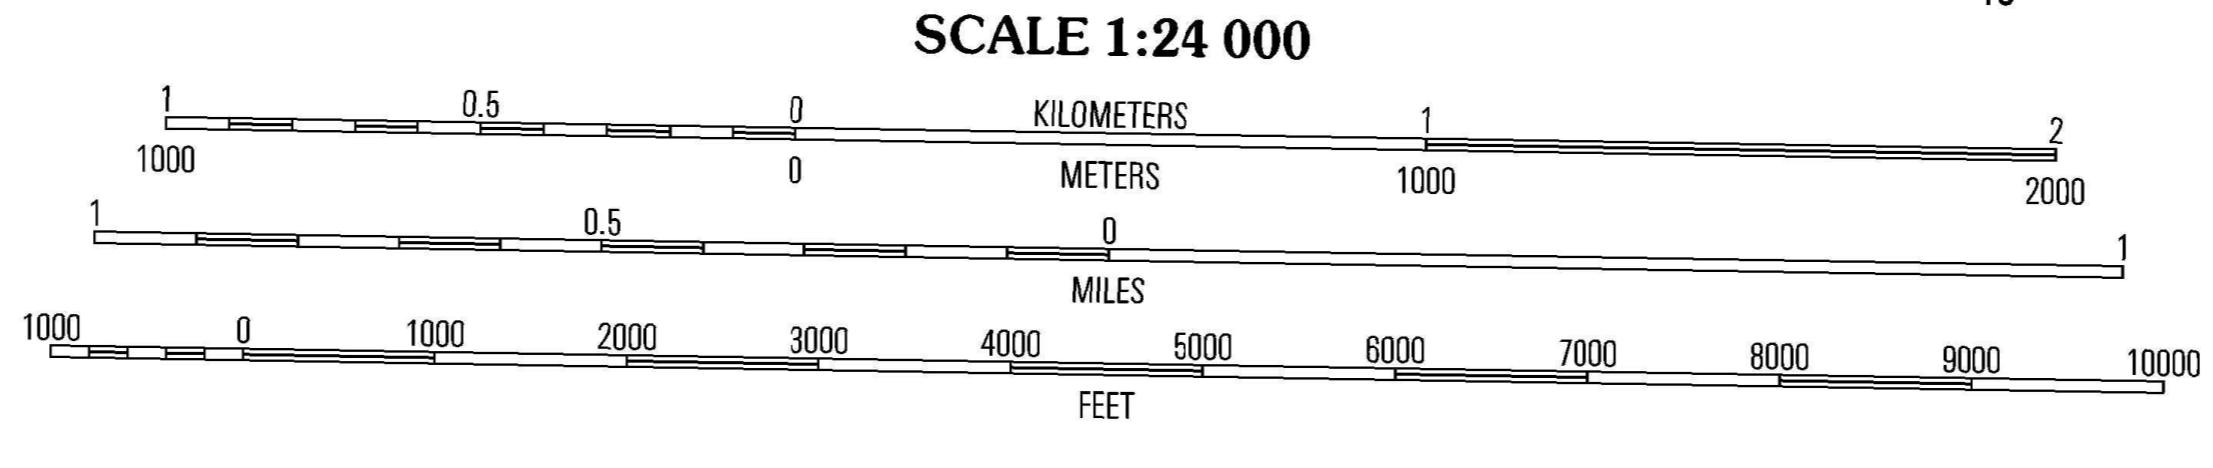 SCALE 1:24 000
1 0.5 0 KILOMETERS 1 2
1000 0 METERS 1000 2000
1 0.5 0 1
MILES
1000 0 1000 2000 3000 4000 5000 6000 7000 8000 9000 10000
FEET